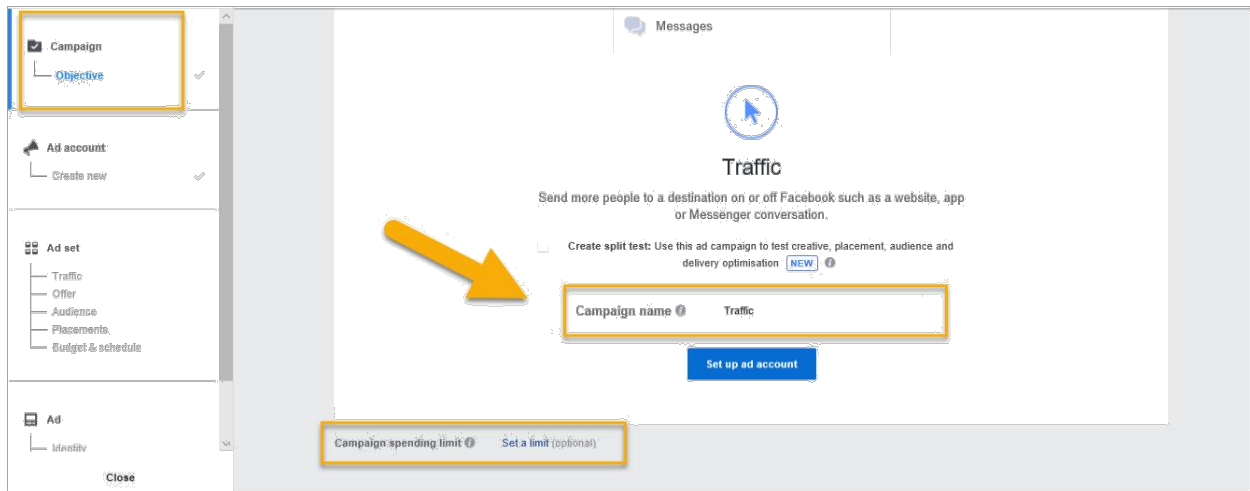 Campaign
Objective
Ad account
Create new
Ad set
Traffic
Offer
Audience
Placements
Budget & schedule
Ad
Identity
Close
Messages
Traffic
Send more people to a destination on or off Facebook such as a website, app
or Messenger conversation.
Create split test: Use this ad campaign to test creative, placement, audience and
delivery optimisation NEW
Campaign name Traffic
Set up ad account
Campaign spending limit Set a limit (optional)